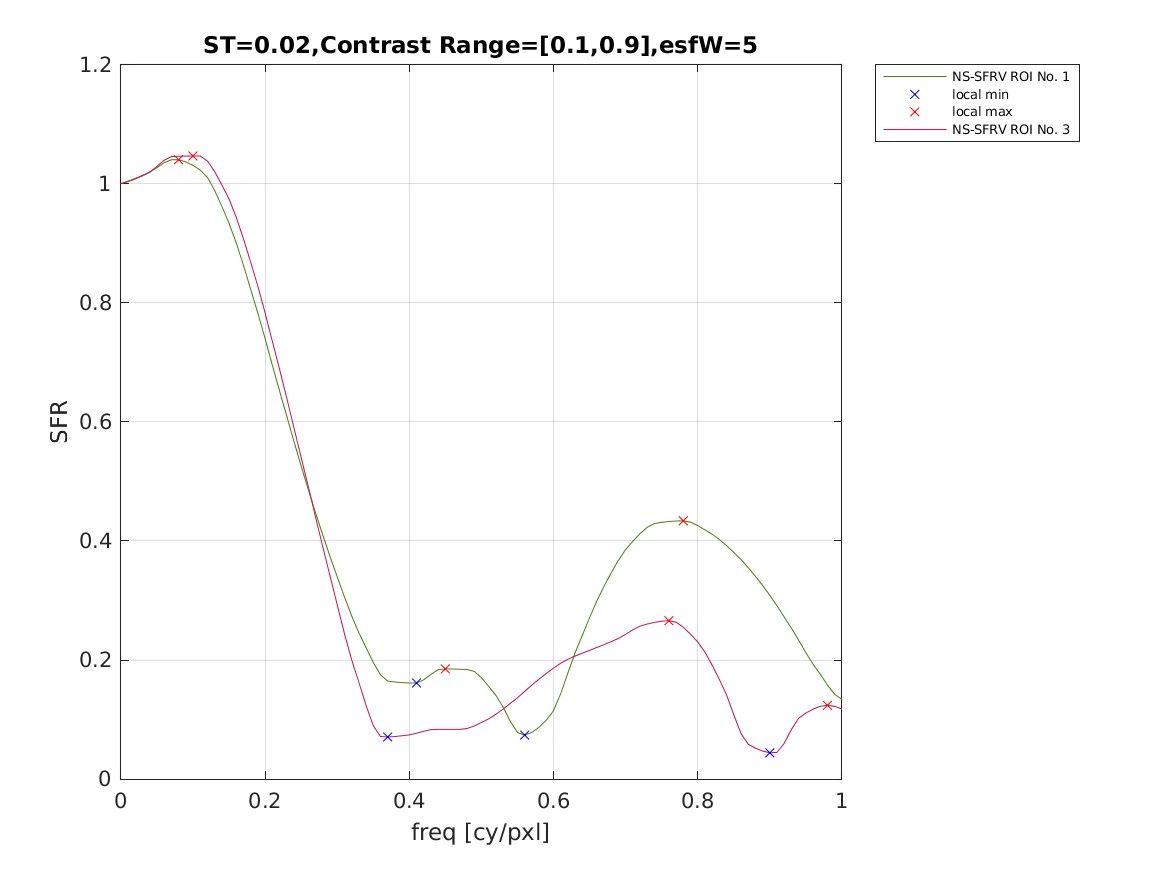 ST=0.02,Contrast Range=[0.1,0.9],esfW=5
1.2
1
0.8
0.6
0.4
0.2
0
SFR
0 0.2 0.4 0.6 0.8 1
freq [cy/pxl]
NS-SFRV ROI No. 1
local min
local max
NS-SFRV ROI No. 3